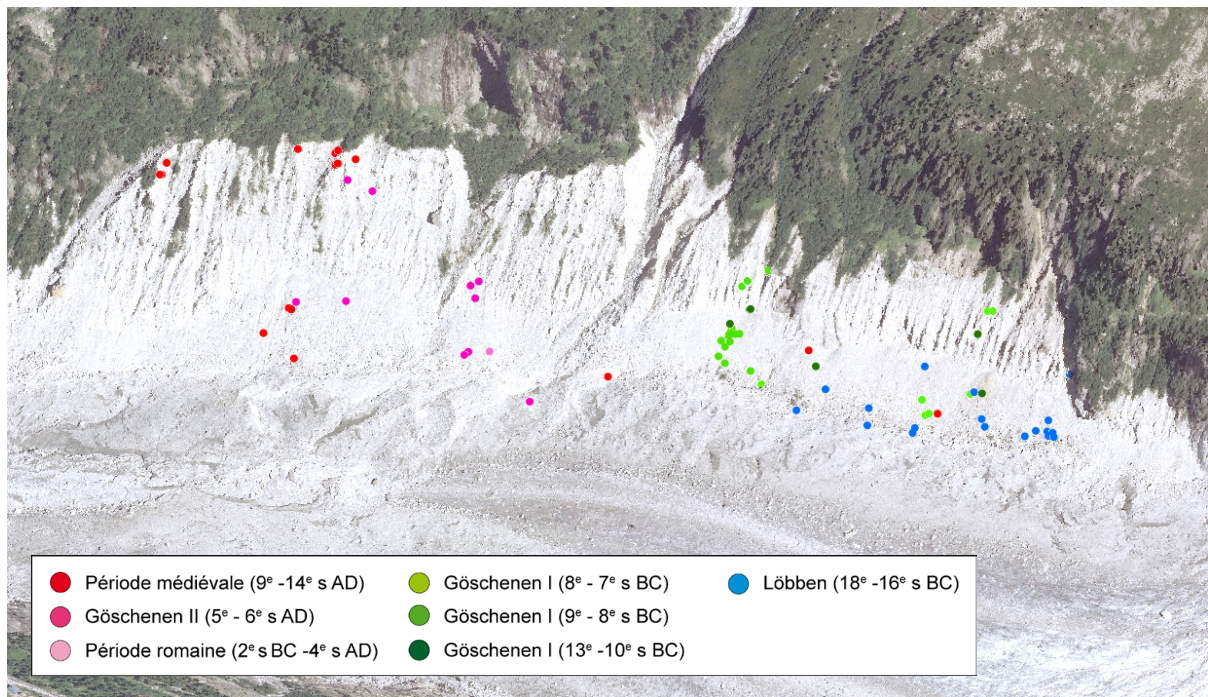 Période médiévale (9ᵉ -14ᵉ s AD)
Göschenen II (5ᵉ - 6ᵉ s AD)
Période romaine (2ᵉ s BC -4ᵉ s AD)
Göschenen I (8ᵉ - 7ᵉ s BC)
Göschenen I (9ᵉ - 8ᵉ s BC)
Göschenen I (13ᵉ -10ᵉ s BC)
Löbben (18ᵉ -16ᵉ s BC)